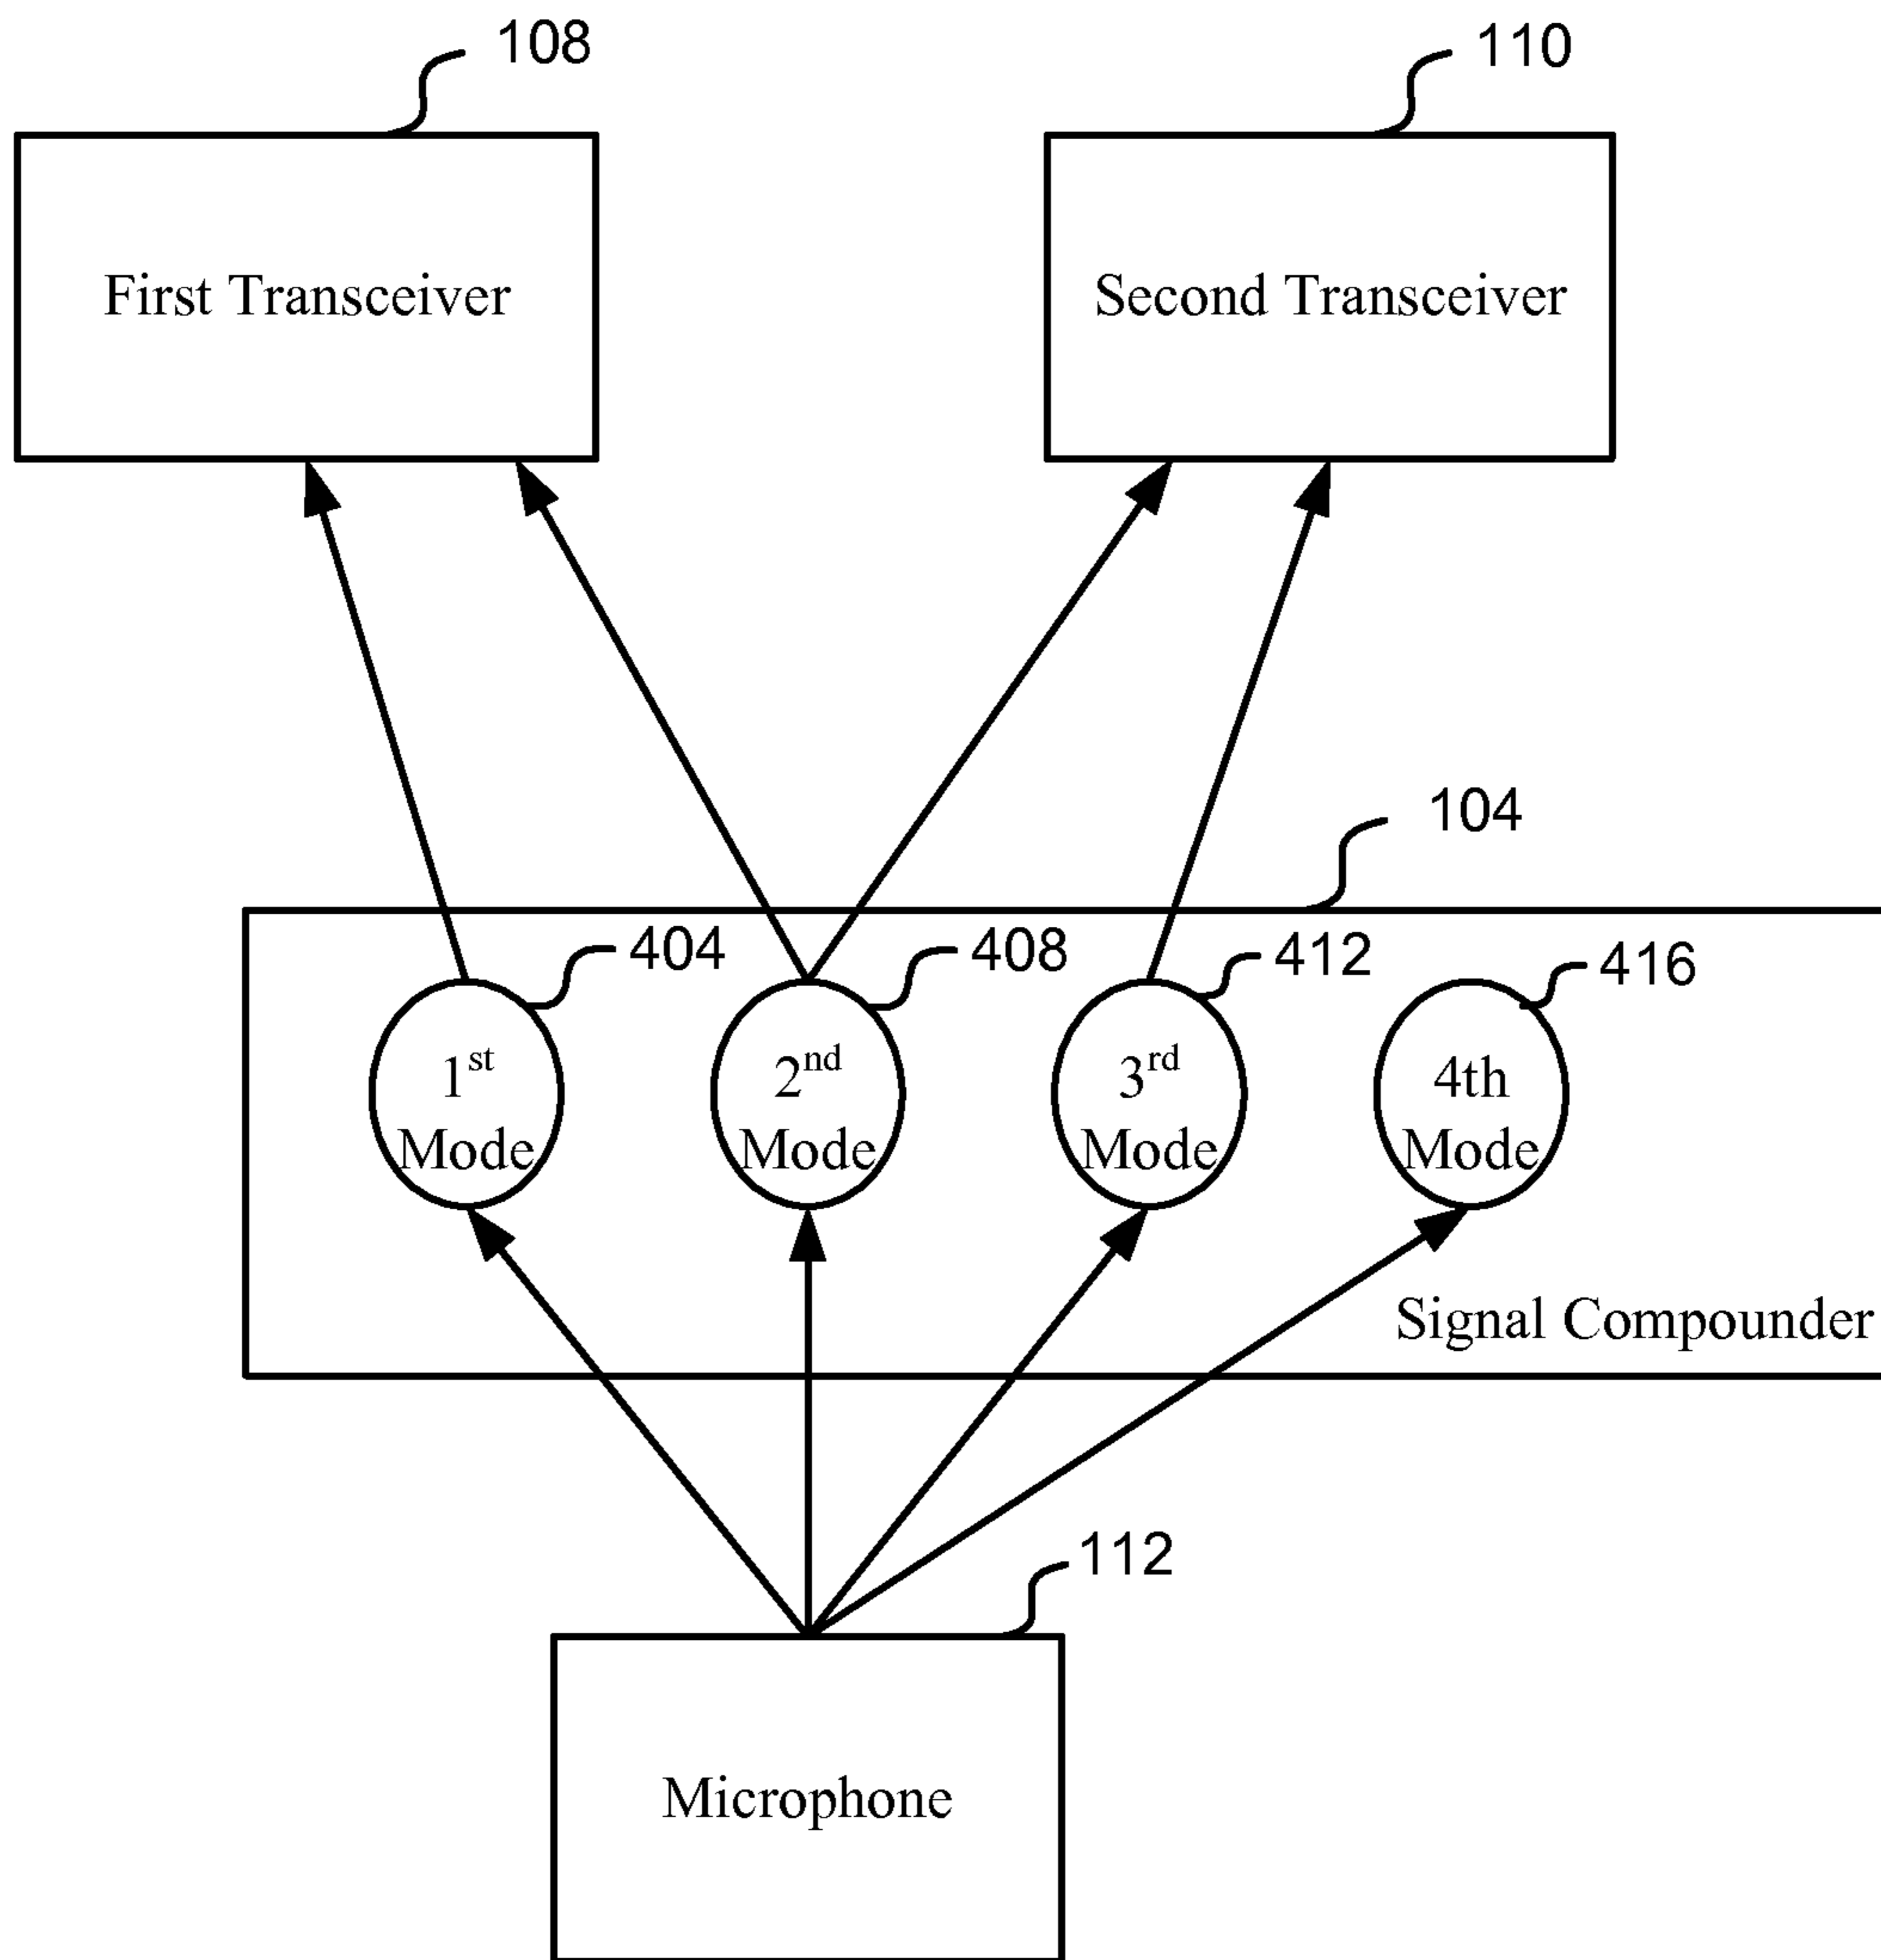 108
110
First Transceiver
Second Transceiver
104
404
408
412
416
1st
Mode
2nd
Mode
3rd
Mode
4th
Mode
Signal Compounder
112
Microphone